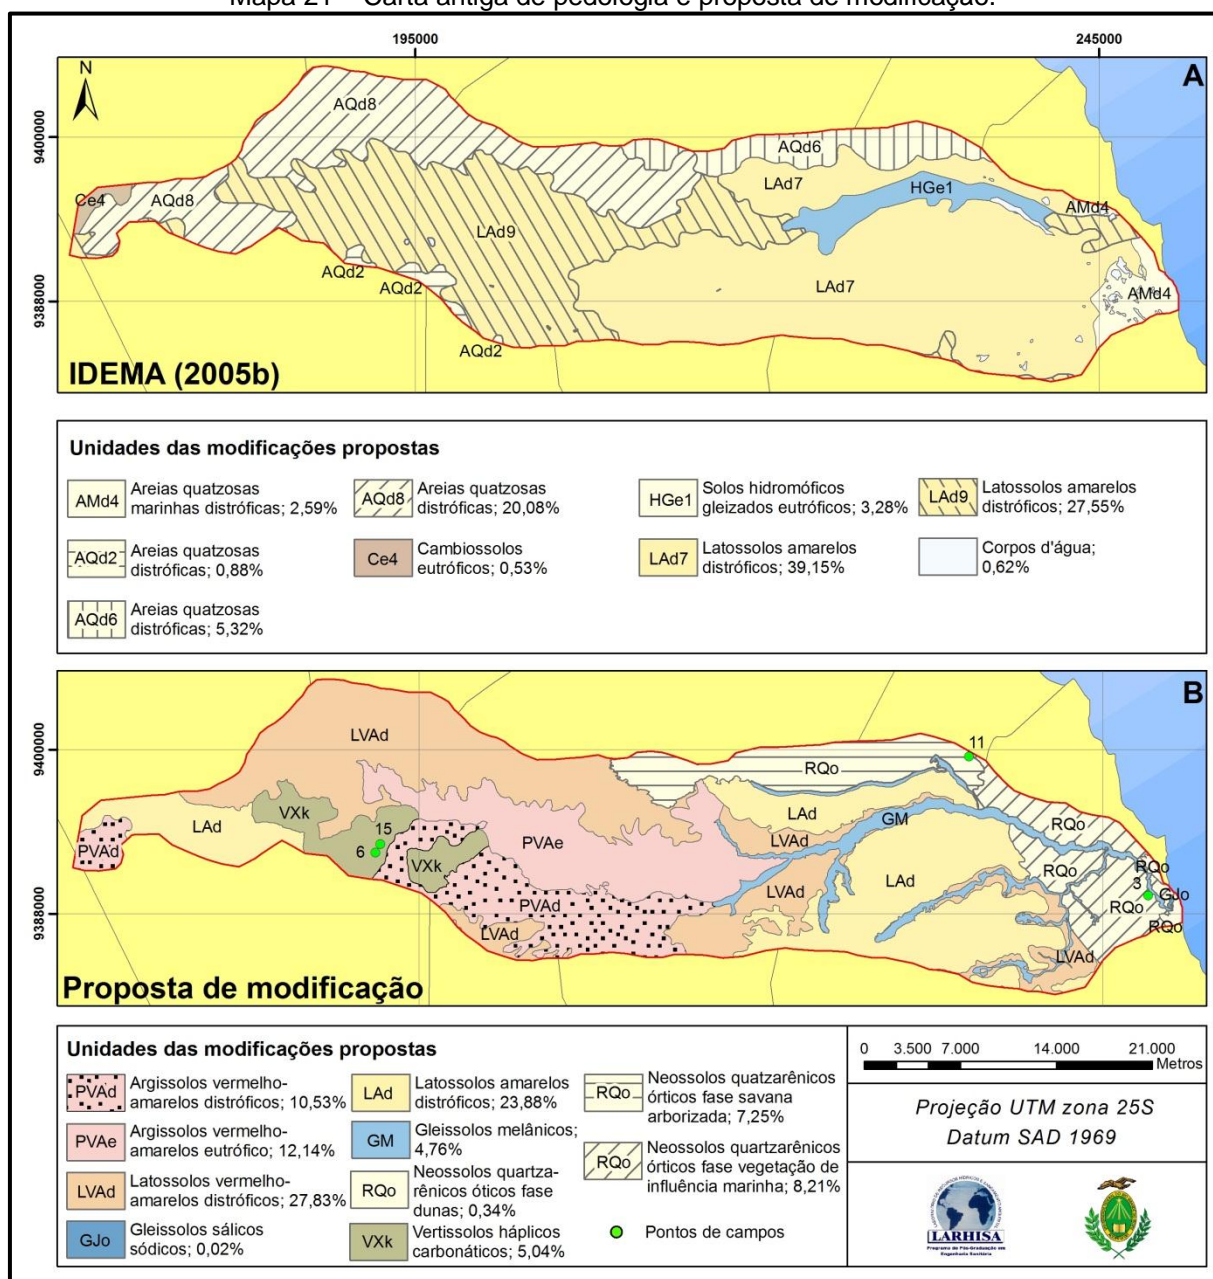 Mapa 21 – Carta antiga de pedologia e proposta de modificação.
195000
245000
A
N
9400000
9388000
AQd8
AQd6
LAd7
HGe1
Ce4
AQd8
AMd4
LAd9
AQd2
AQd2
LAd7
AMd4
AQd2
IDEMA (2005b)
Unidades das modificações propostas
AMd4 Areias quatzosas
marinhas distróficas; 2,59%
AQd8 Areias quatzosas
distróficas; 20,08%
HGe1 Solos hidromóficos
gleizados eutróficos; 3,28%
LAd9 Latossolos amarelos
distróficos; 27,55%
AQd2 Areias quatzosas
distróficas; 0,88%
Ce4 Cambiossolos
eutróficos; 0,53%
LAd7 Latossolos amarelos
distróficos; 39,15%
Corpos d'água;
0,62%
AQd6 Areias quatzosas
distróficas; 5,32%
B
9400000
9388000
LVAd
11
RQo
VXk
LAd
LAd
GM
RQo
15
PVAd
6
PVAe
LVAd
VXk
RQo
RQo
3
LVAd
LAd
GJo
PVAd
RQo
RQo
LVAd
LVAd
Proposta de modificação
Unidades das modificações propostas
PVAd Argissolos vermelho-
amarelos distróficos; 10,53%
PVAe Argissolos vermelho-
amarelos eutrófico; 12,14%
LVAd Latossolos vermelho-
amarelos distróficos; 27,83%
GJo Gleissolos sálicos
sódicos; 0,02%
LAd Latossolos amarelos
distróficos; 23,88%
GM Gleissolos melânicos;
4,76%
RQo Neossolos quartza-
rênicos óticos fase
dunas; 0,34%
VXk Vertissolos háplicos
carbonáticos; 5,04%
RQo Neossolos quatzarênicos
órticos fase savana
arborizada; 7,25%
RQo Neossolos quartzarênicos
órticos fase vegetação de
influência marinha; 8,21%
Pontos de campos
0 3.500 7.000 14.000 21.000
Metros
Projeção UTM zona 25S
Datum SAD 1969
LARHISA
Programa de Pós-Graduação em
Engenharia Sanitária